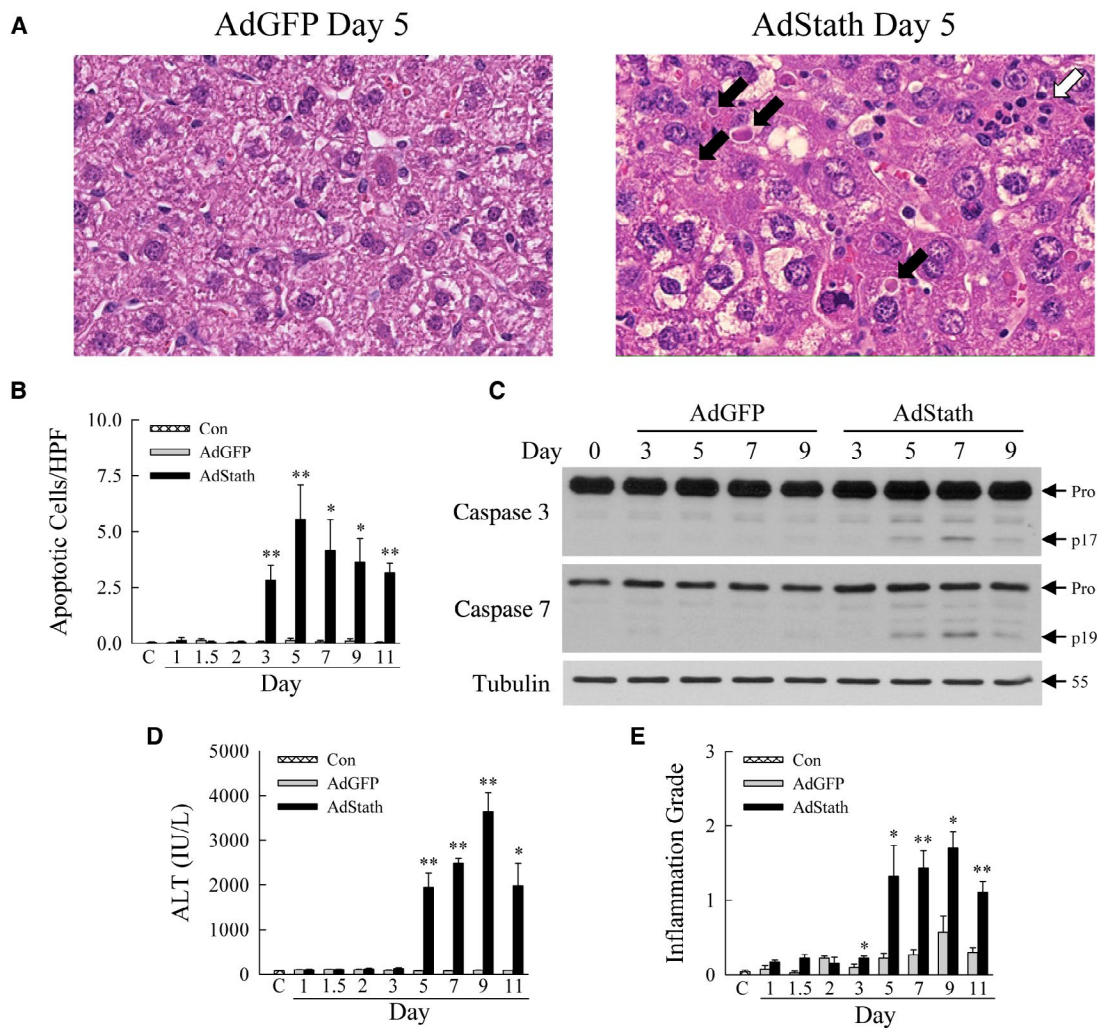 A
AdGFP Day 5
AdStath Day 5
B
Apoptotic Cells/HPF
10.0
7.5
5.0
2.5
0.0
Con
AdGFP
AdStath
**
**
*
*
**
C 1 1.5 2 3 5 7 9 11
Day
C
AdGFP
AdStath
Day 0 3 5 7 9 3 5 7 9
Caspase 3
Pro
p17
Caspase 7
Pro
p19
Tubulin
55
D
ALT (IU/L)
5000
4000
3000
2000
1000
0
Con
AdGFP
AdStath
**
**
**
*
C 1 1.5 2 3 5 7 9 11
Day
E
Inflammation Grade
3
2
1
0
Con
AdGFP
AdStath
*
*
**
*
**
C 1 1.5 2 3 5 7 9 11
Day